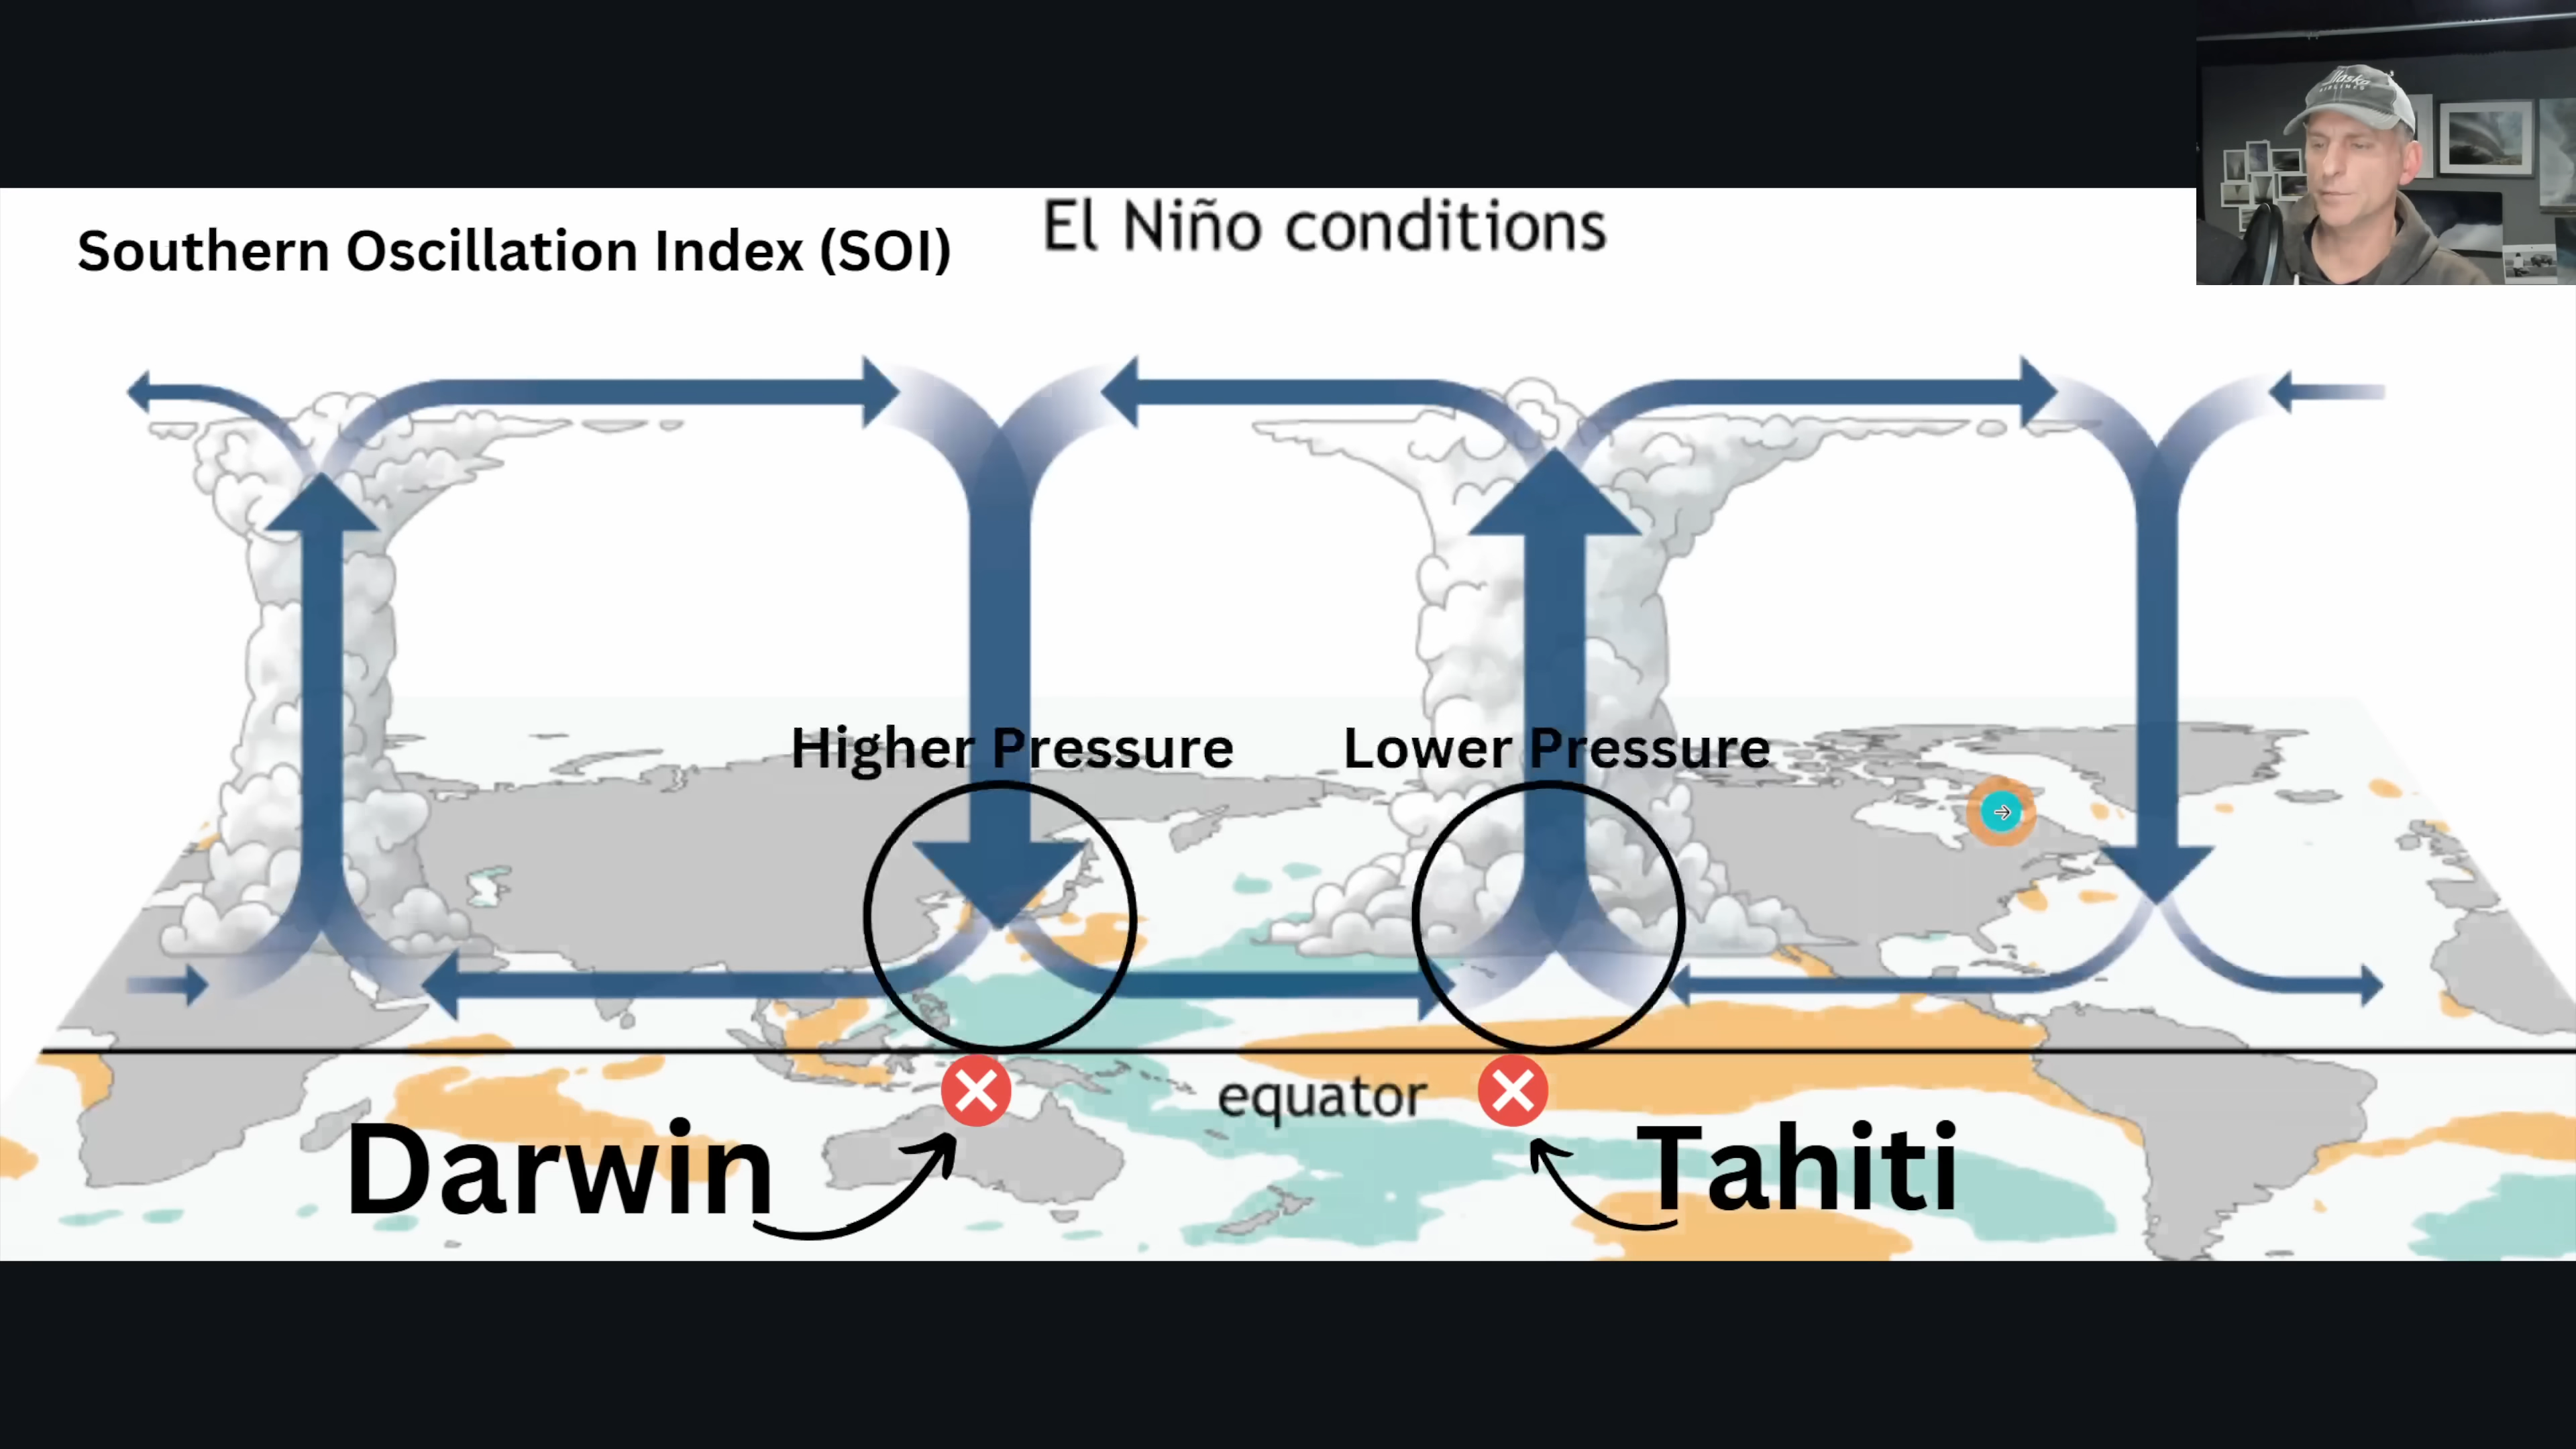 El Niño conditions
Southern Oscillation Index (SOI)
Higher Pressure
Lower Pressure
equator
Darwin
Tahiti